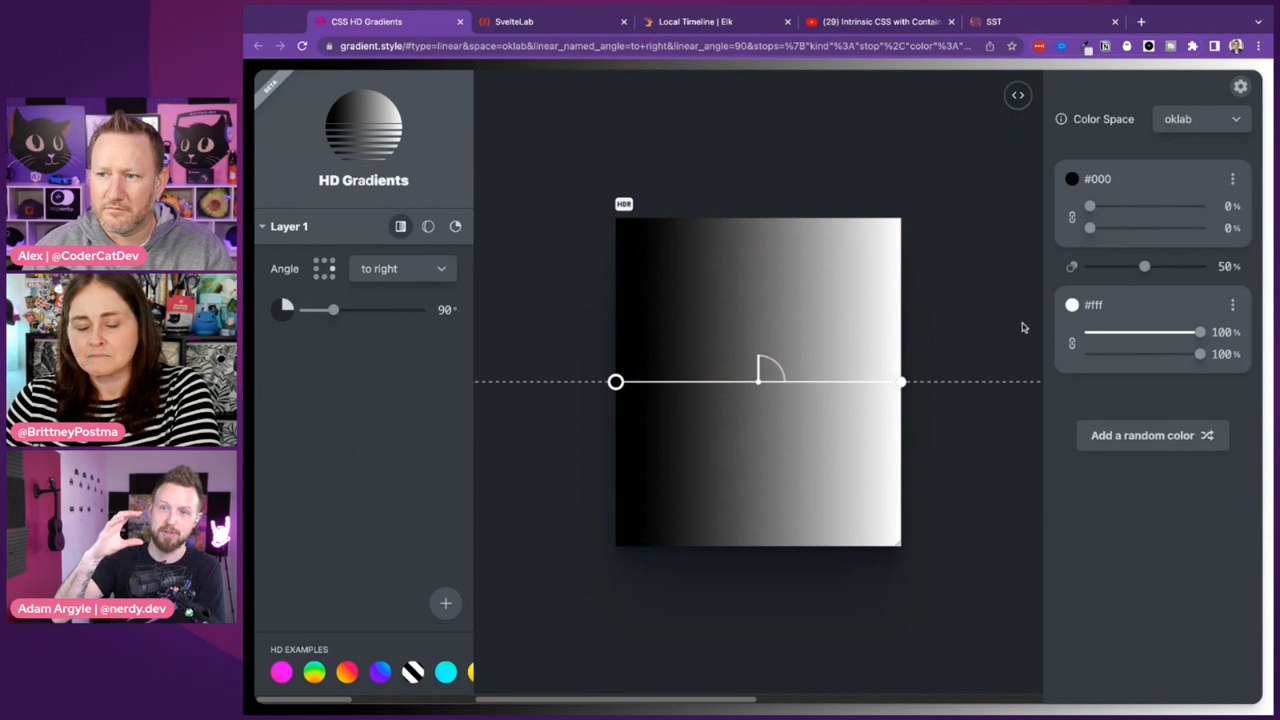 CSS HD Gradients
SvelteLab
Local Timeline | Elk
(29) Intrinsic CSS with Contain
SST
gradient.style/#type=linear&space=oklab&linear_named_angle=to+right&linear_angle=90&stops=%7B"kind"%3A"stop"%2C"color"%3A"...
BETA
HD Gradients
Layer 1
Angle
to right
90°
HD EXAMPLES
HDR
Color Space
oklab
#000
0%
0%
50%
#fff
100%
100%
Add a random color
Alex | @CoderCatDev
@BrittneyPostma
Adam Argyle | @nerdy.dev